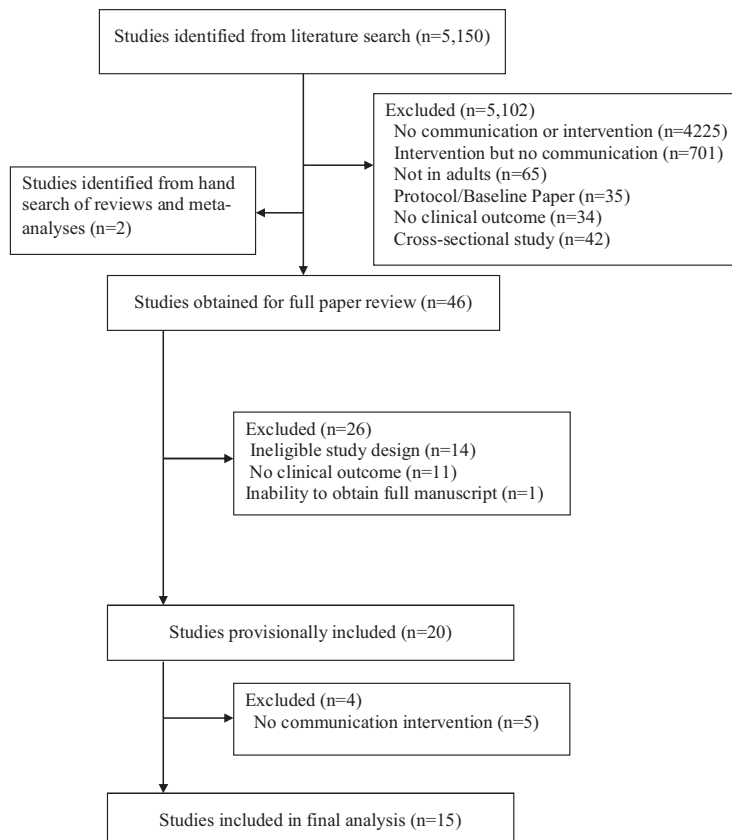 Studies identified from literature search (n=5,150)
Excluded (n=5,102)
No communication or intervention (n=4225)
Intervention but no communication (n=701)
Not in adults (n=65)
Protocol/Baseline Paper (n=35)
No clinical outcome (n=34)
Cross-sectional study (n=42)
Studies identified from hand
search of reviews and meta-
analyses (n=2)
Studies obtained for full paper review (n=46)
Excluded (n=26)
Ineligible study design (n=14)
No clinical outcome (n=11)
Inability to obtain full manuscript (n=1)
Studies provisionally included (n=20)
Excluded (n=4)
No communication intervention (n=5)
Studies included in final analysis (n=15)